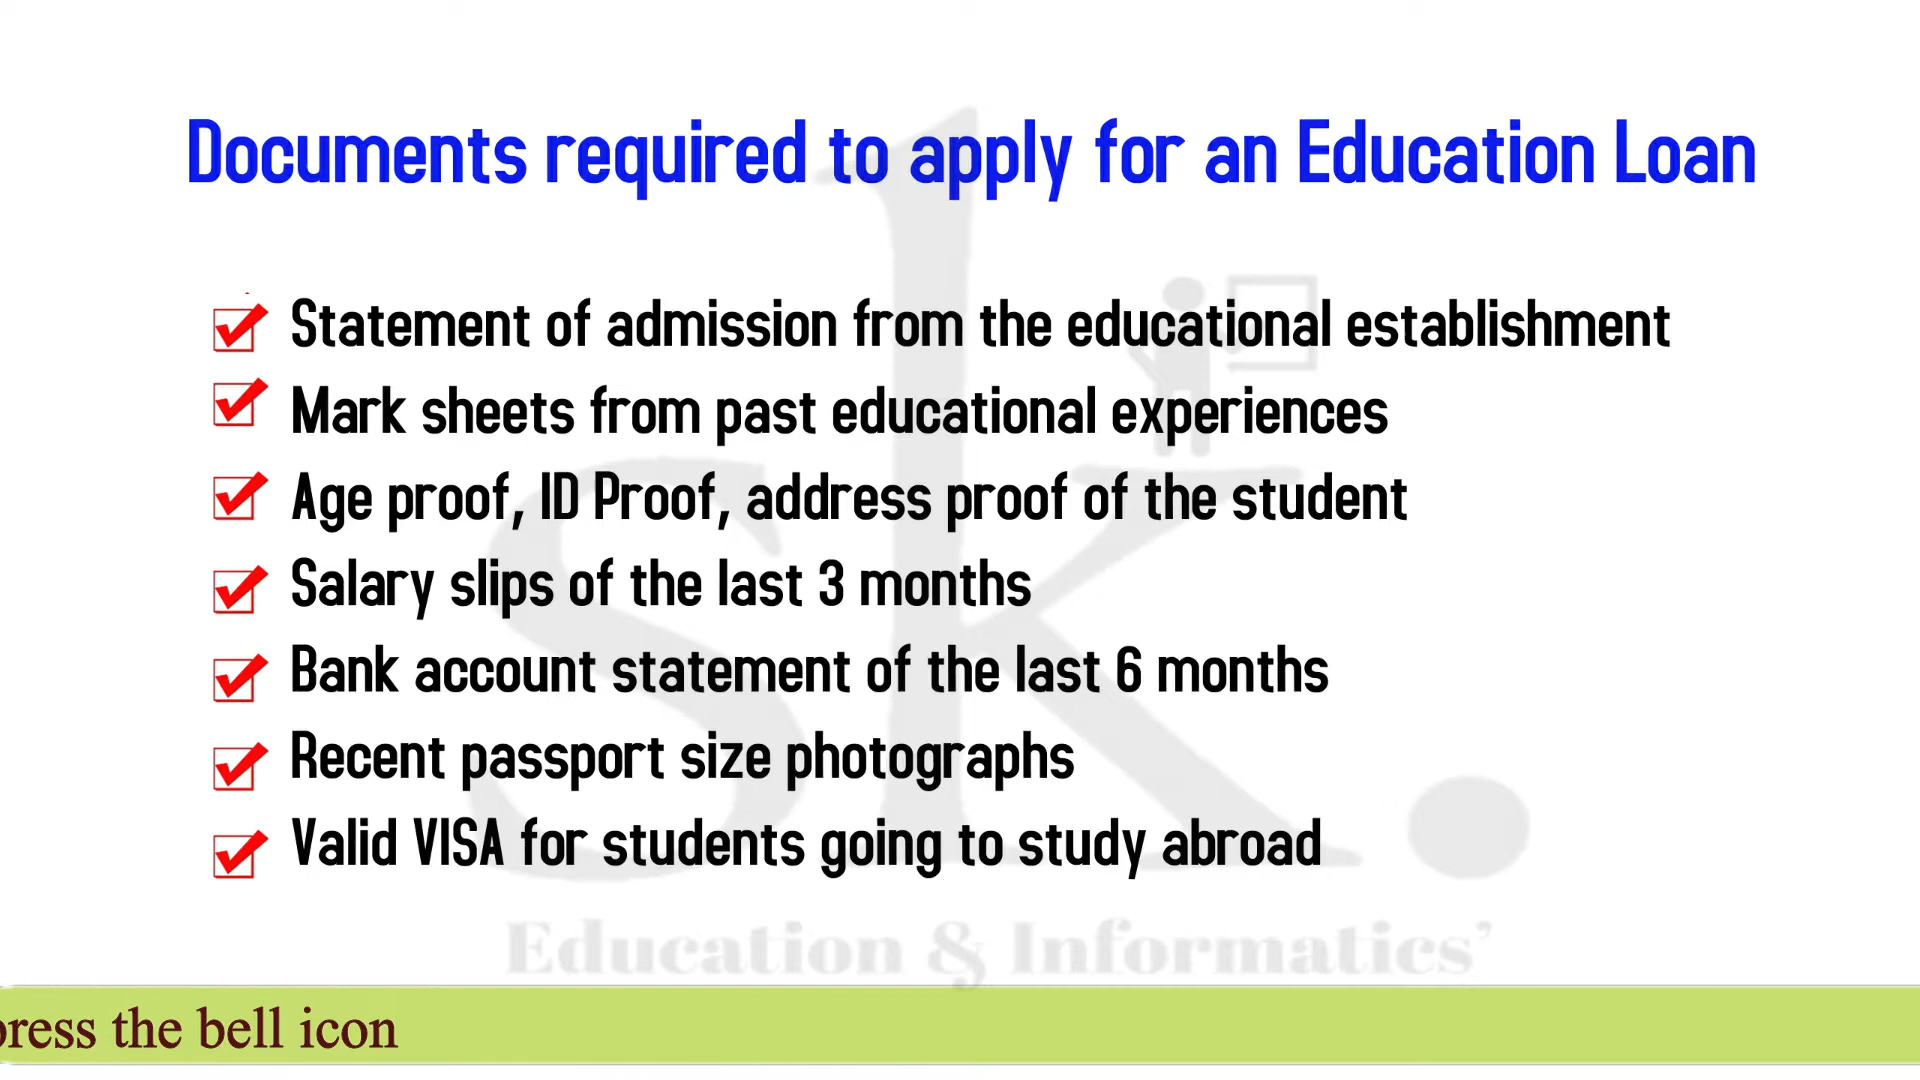 Documents required to apply for an Education Loan
Statement of admission from the educational establishment
Mark sheets from past educational experiences
Age proof, ID Proof, address proof of the student
Salary slips of the last 3 months
Bank account statement of the last 6 months
Recent passport size photographs
Valid VISA for students going to study abroad
sk.
Education & Informatics’
press the bell icon